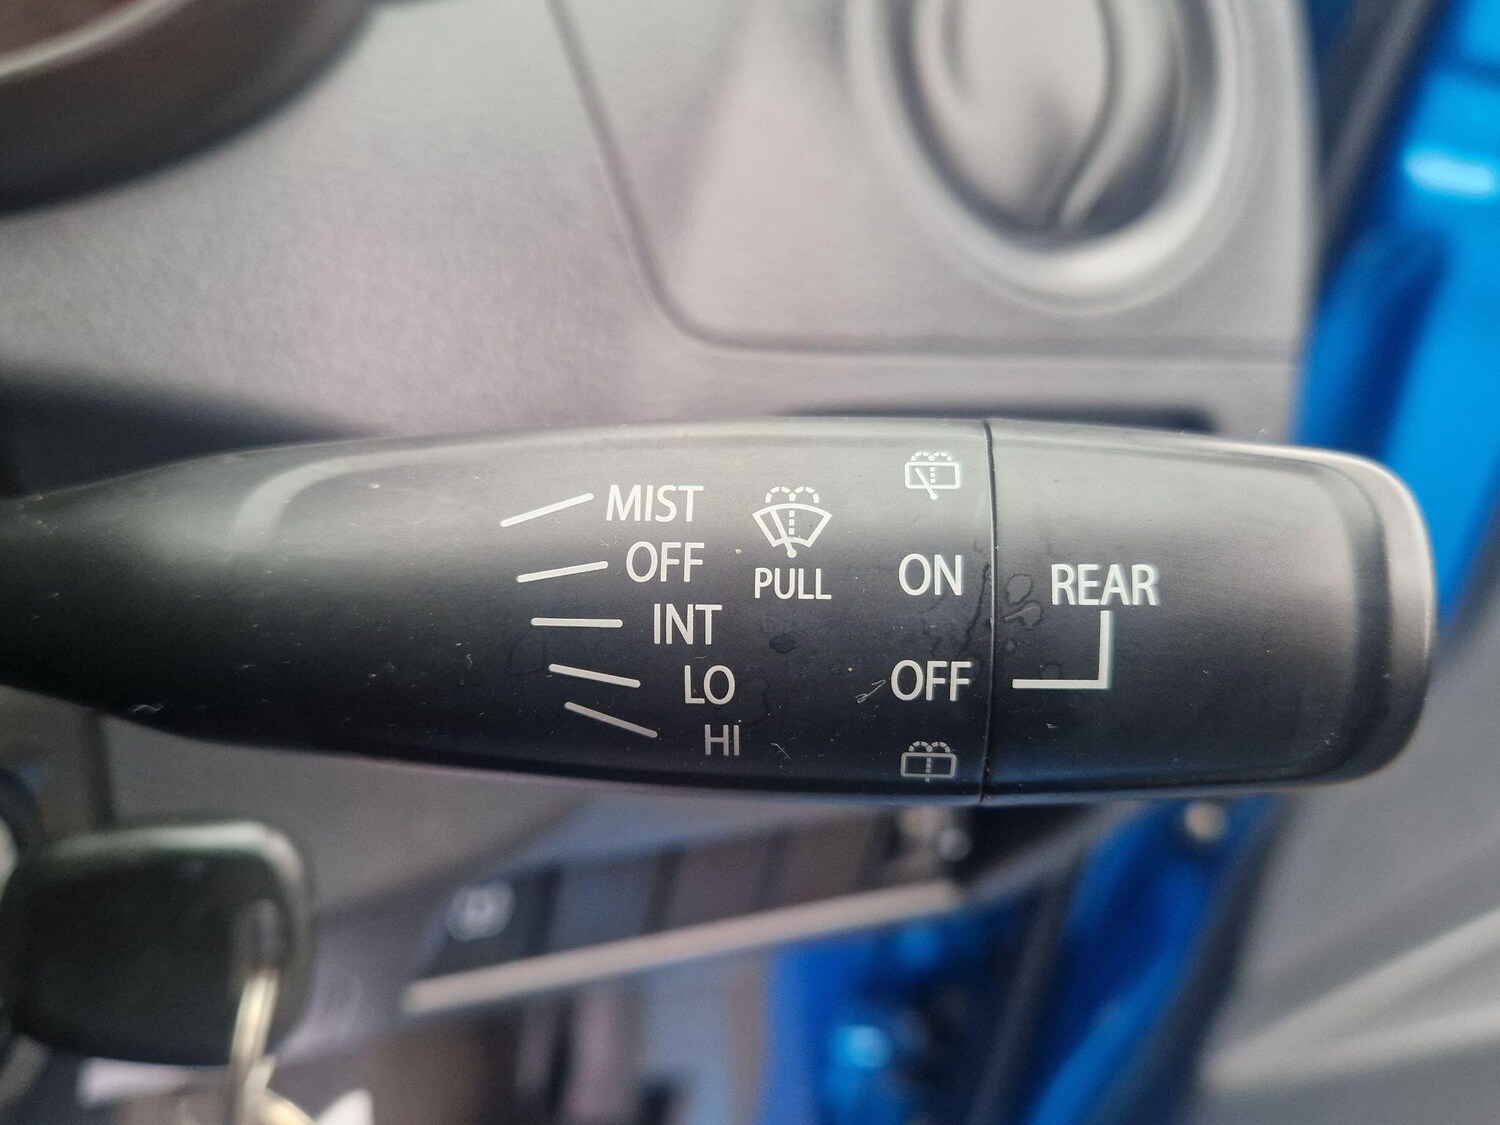 MIST
OFF
INT
LO
HI
PULL
ON
OFF
REAR